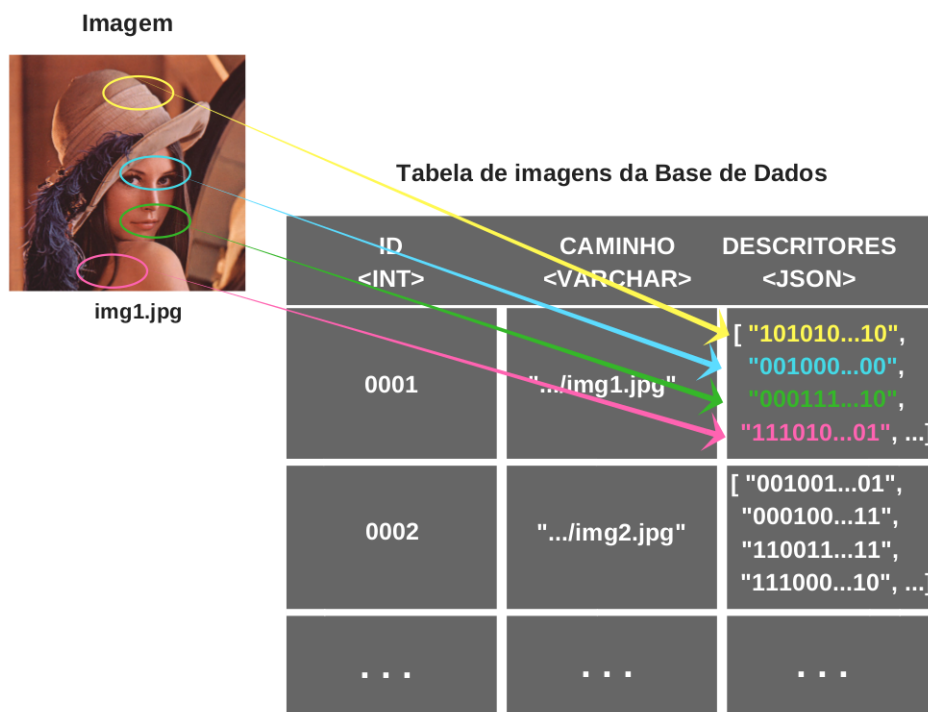 Imagem
img1.jpg
Tabela de imagens da Base de Dados
ID
<INT>
CAMINHO
<VARCHAR>
DESCRITORES
<JSON>
0001
".../img1.jpg"
[ "101010...10",
"001000...00",
"000111...10",
"111010...01", ...]
0002
".../img2.jpg"
[ "001001...01",
"000100...11",
"110011...11",
"111000...10", ...]
. . .
. . .
. . .